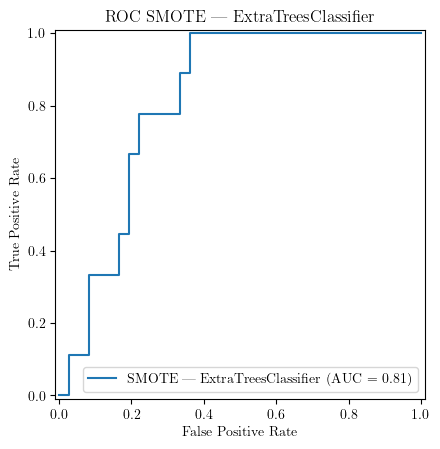 ROC SMOTE — ExtraTreesClassifier
1.0
0.8
0.6
0.4
0.2
0.0
True Positive Rate
SMOTE — ExtraTreesClassifier (AUC = 0.81)
0.0 0.2 0.4 0.6 0.8 1.0
False Positive Rate